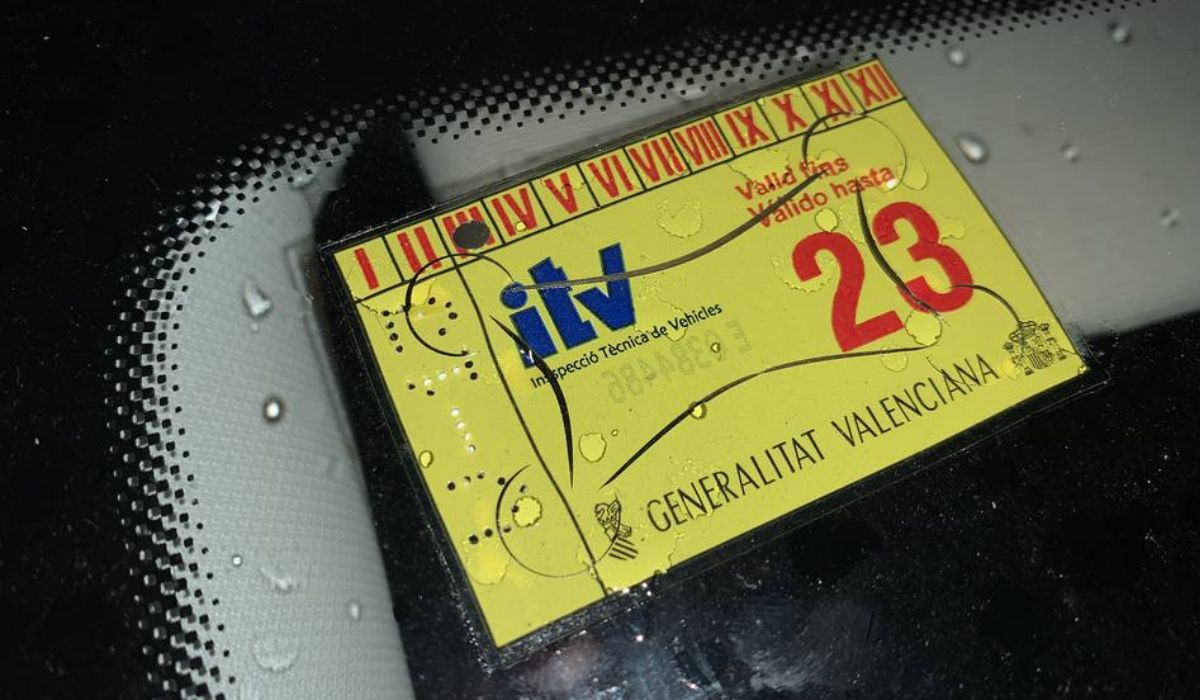 I II III IV V VI VII VIII IX X XI XII
Valid fins
Válido hasta
23
itv
Inspecció Tècnica de Vehicles
GENERALITAT VALENCIANA